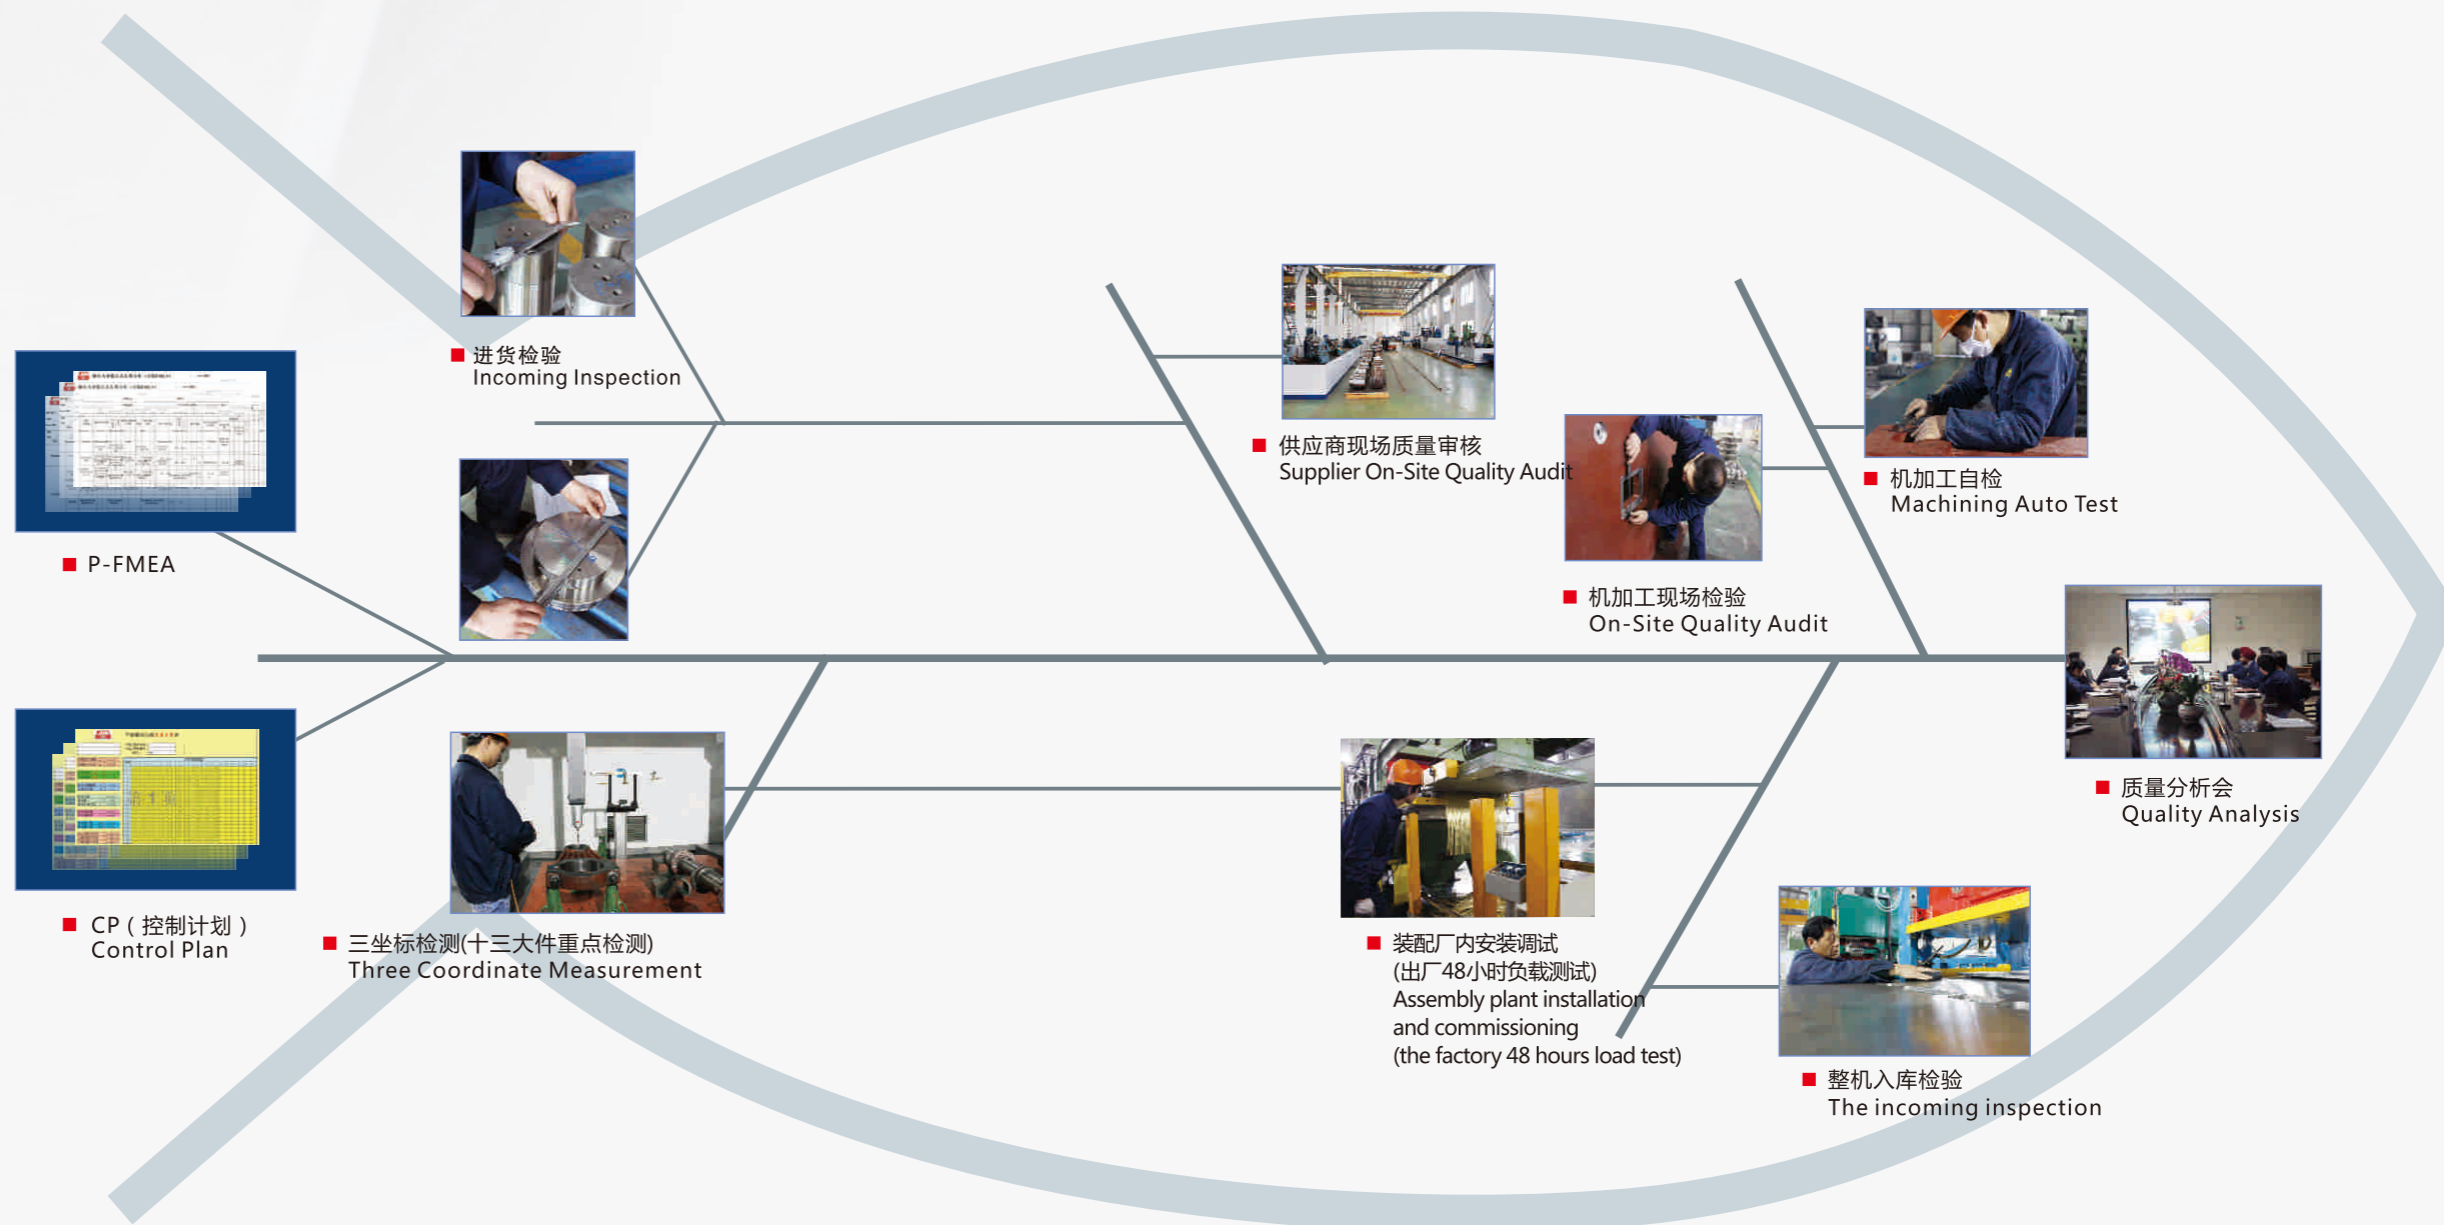 进货检验
Incoming Inspection
P-FMEA
供应商现场质量审核
Supplier On-Site Quality Audit
机加工自检
Machining Auto Test
机加工现场检验
On-Site Quality Audit
质量分析会
Quality Analysis
CP（控制计划）
Control Plan
三坐标检测(十三大件重点检测)
Three Coordinate Measurement
装配厂内安装调试
(出厂48小时负载测试)
Assembly plant installation
and commissioning
(the factory 48 hours load test)
整机入库检验
The incoming inspection